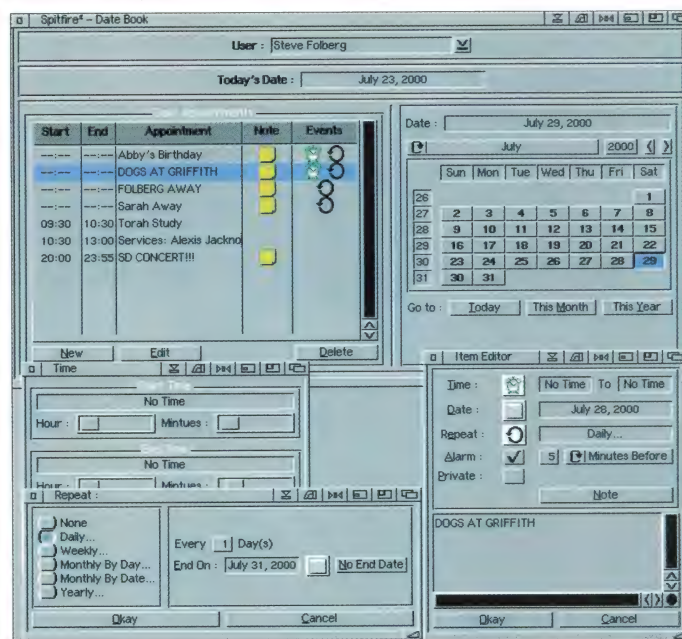 Spitfire⁴ - Date Book
User : Steve Folberg
Today's Date : July 23, 2000
Start End Appointment Note Events
--:-- --:-- Abby's Birthday
--:-- --:-- DOGS AT GRIFFITH
--:-- --:-- FOLBERG AWAY
--:-- --:-- Sarah Away
09:30 10:30 Torah Study
10:30 13:00 Services: Alexis Jackno
20:00 23:55 SD CONCERT!!!
New Edit Delete
Date : July 29, 2000
July 2000
Sun Mon Tue Wed Thu Fri Sat
26 1
27 2 3 4 5 6 7 8
28 9 10 11 12 13 14 15
29 16 17 18 19 20 21 22
30 23 24 25 26 27 28 29
31 30 31
Go to : Today This Month This Year
Time
Start Time
No Time
Hour : Mintues :
No Time
Hour : Mintues :
Repeat :
None
Daily...
Weekly...
Monthly By Day...
Monthly By Date...
Yearly...
Every 1 Day(s)
End On : July 31, 2000 No End Date
Okay Cancel
Item Editor
Time : No Time To No Time
Date : July 28, 2000
Repeat : Daily...
Alarm : 5 Minutes Before
Private :
Note
DOGS AT GRIFFITH
Okay Cancel